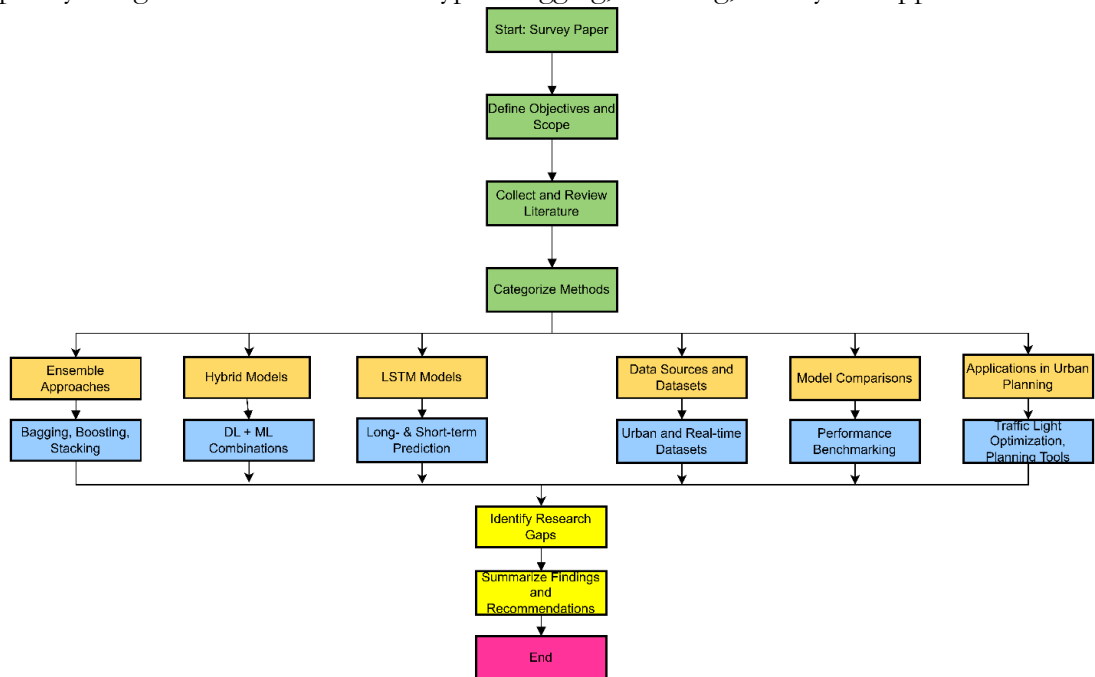 Start: Survey Paper
Define Objectives and
Scope
Collect and Review
Literature
Categorize Methods
Ensemble
Approaches
Hybrid Models
LSTM Models
Data Sources and
Datasets
Model Comparisons
Applications in Urban
Planning
Bagging, Boosting,
Stacking
DL + ML
Combinations
Long- & Short-term
Prediction
Urban and Real-time
Datasets
Performance
Benchmarking
Traffic Light
Optimization,
Planning Tools
Identify Research
Gaps
Summarize Findings
and
Recommendations
End